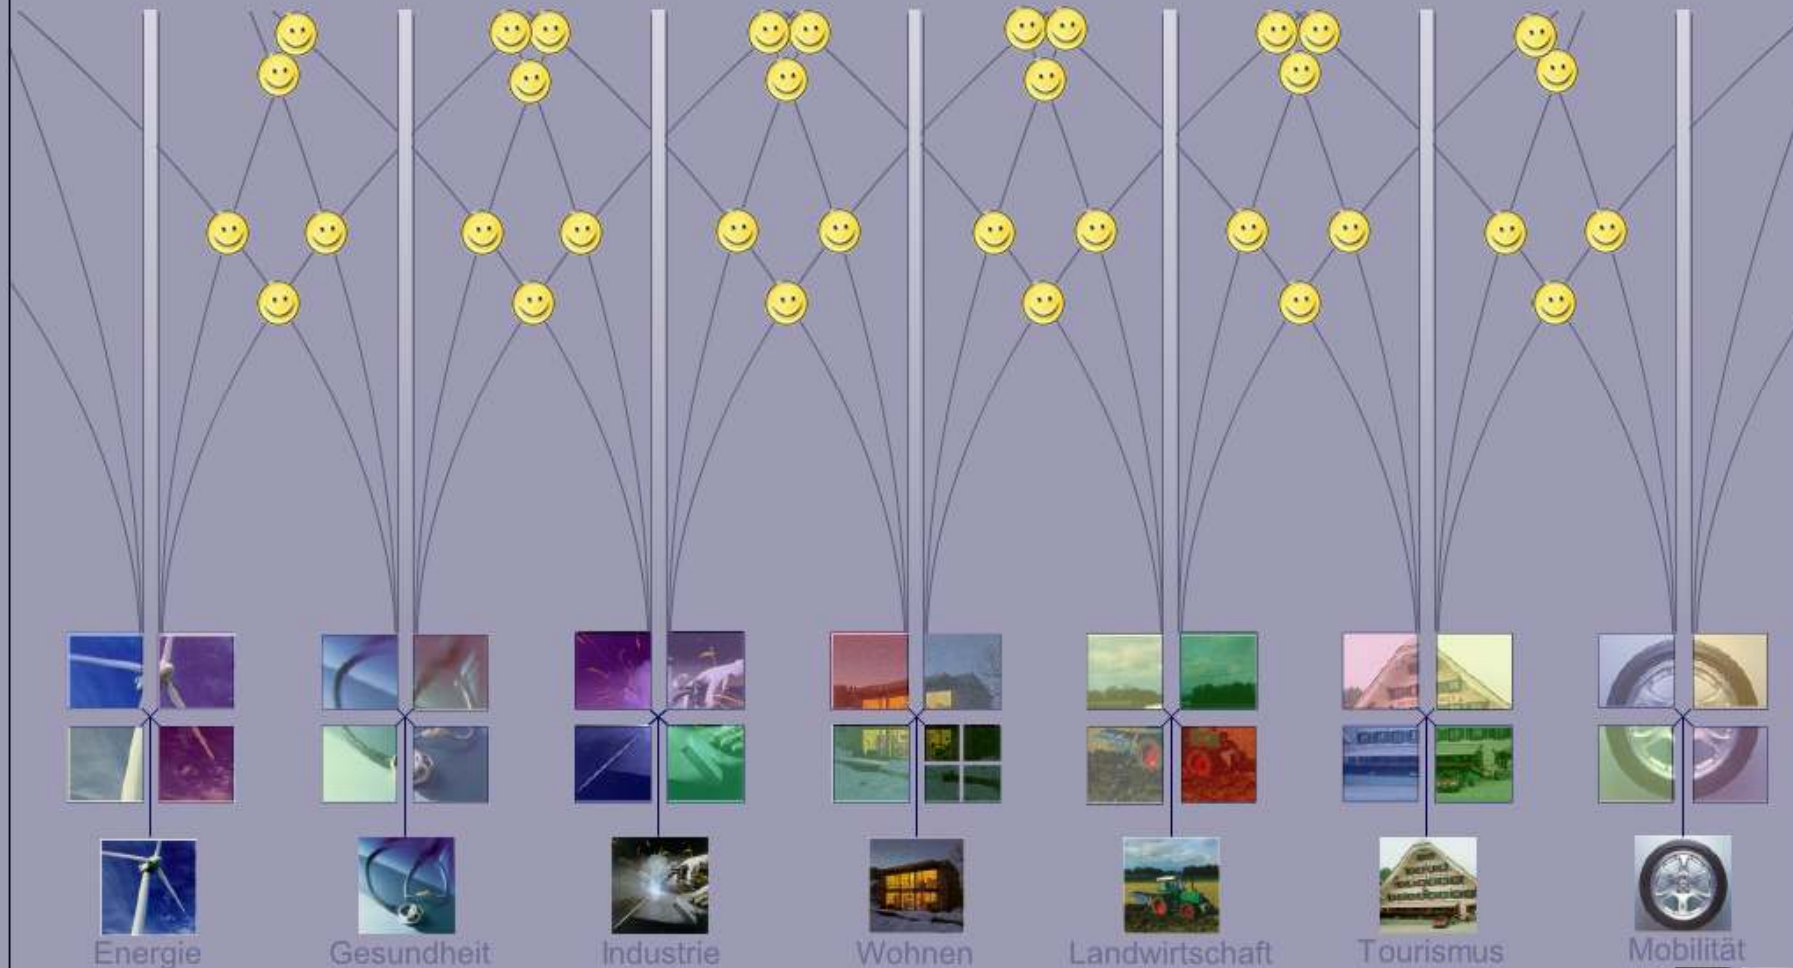 Energie
Gesundheit
Industrie
Wohnen
Landwirtschaft
Tourismus
Mobilität